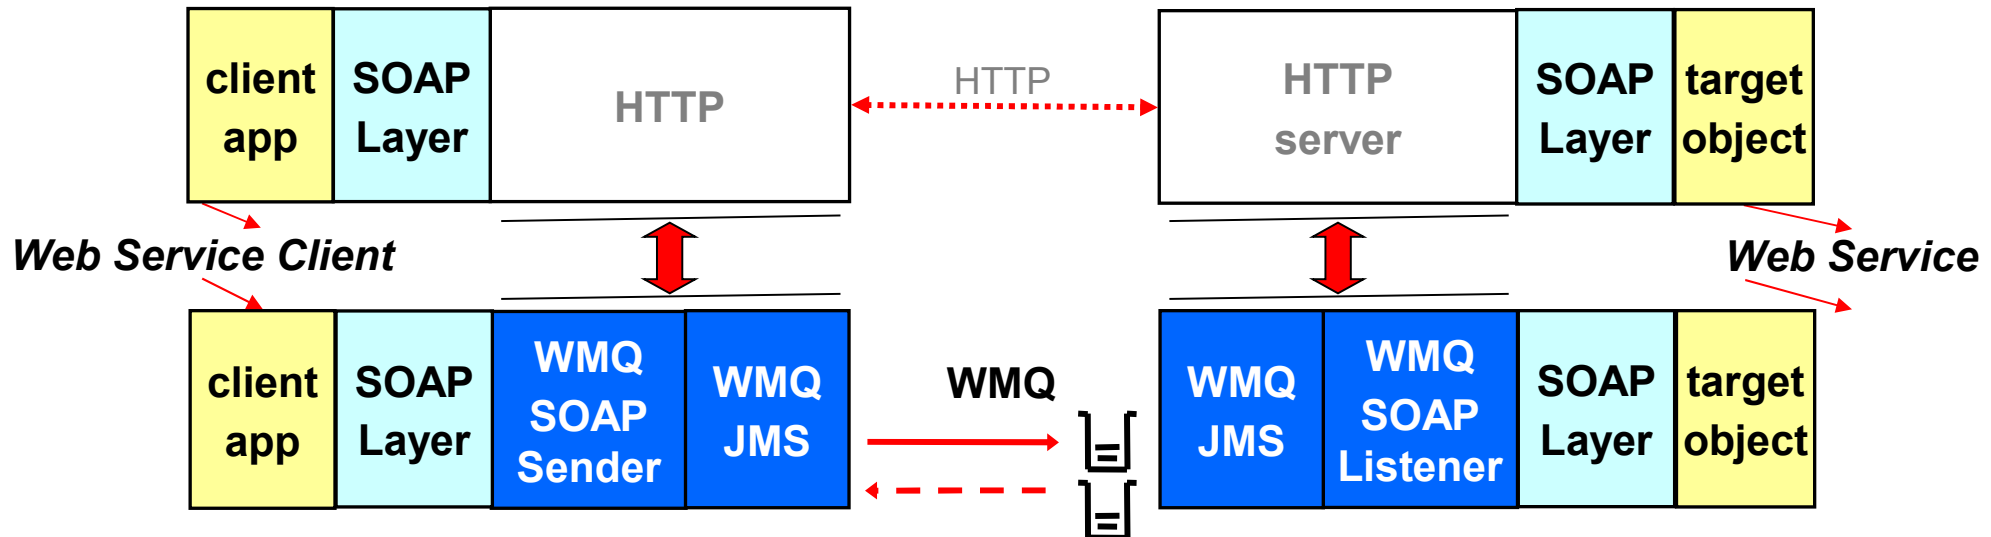 client
app
SOAP
Layer
HTTP
HTTP
HTTP
server
SOAP
Layer
target
object
Web Service Client
Web Service
client
app
SOAP
Layer
WMQ
SOAP
Sender
WMQ
JMS
WMQ
WMQ
JMS
WMQ
SOAP
Listener
SOAP
Layer
target
object